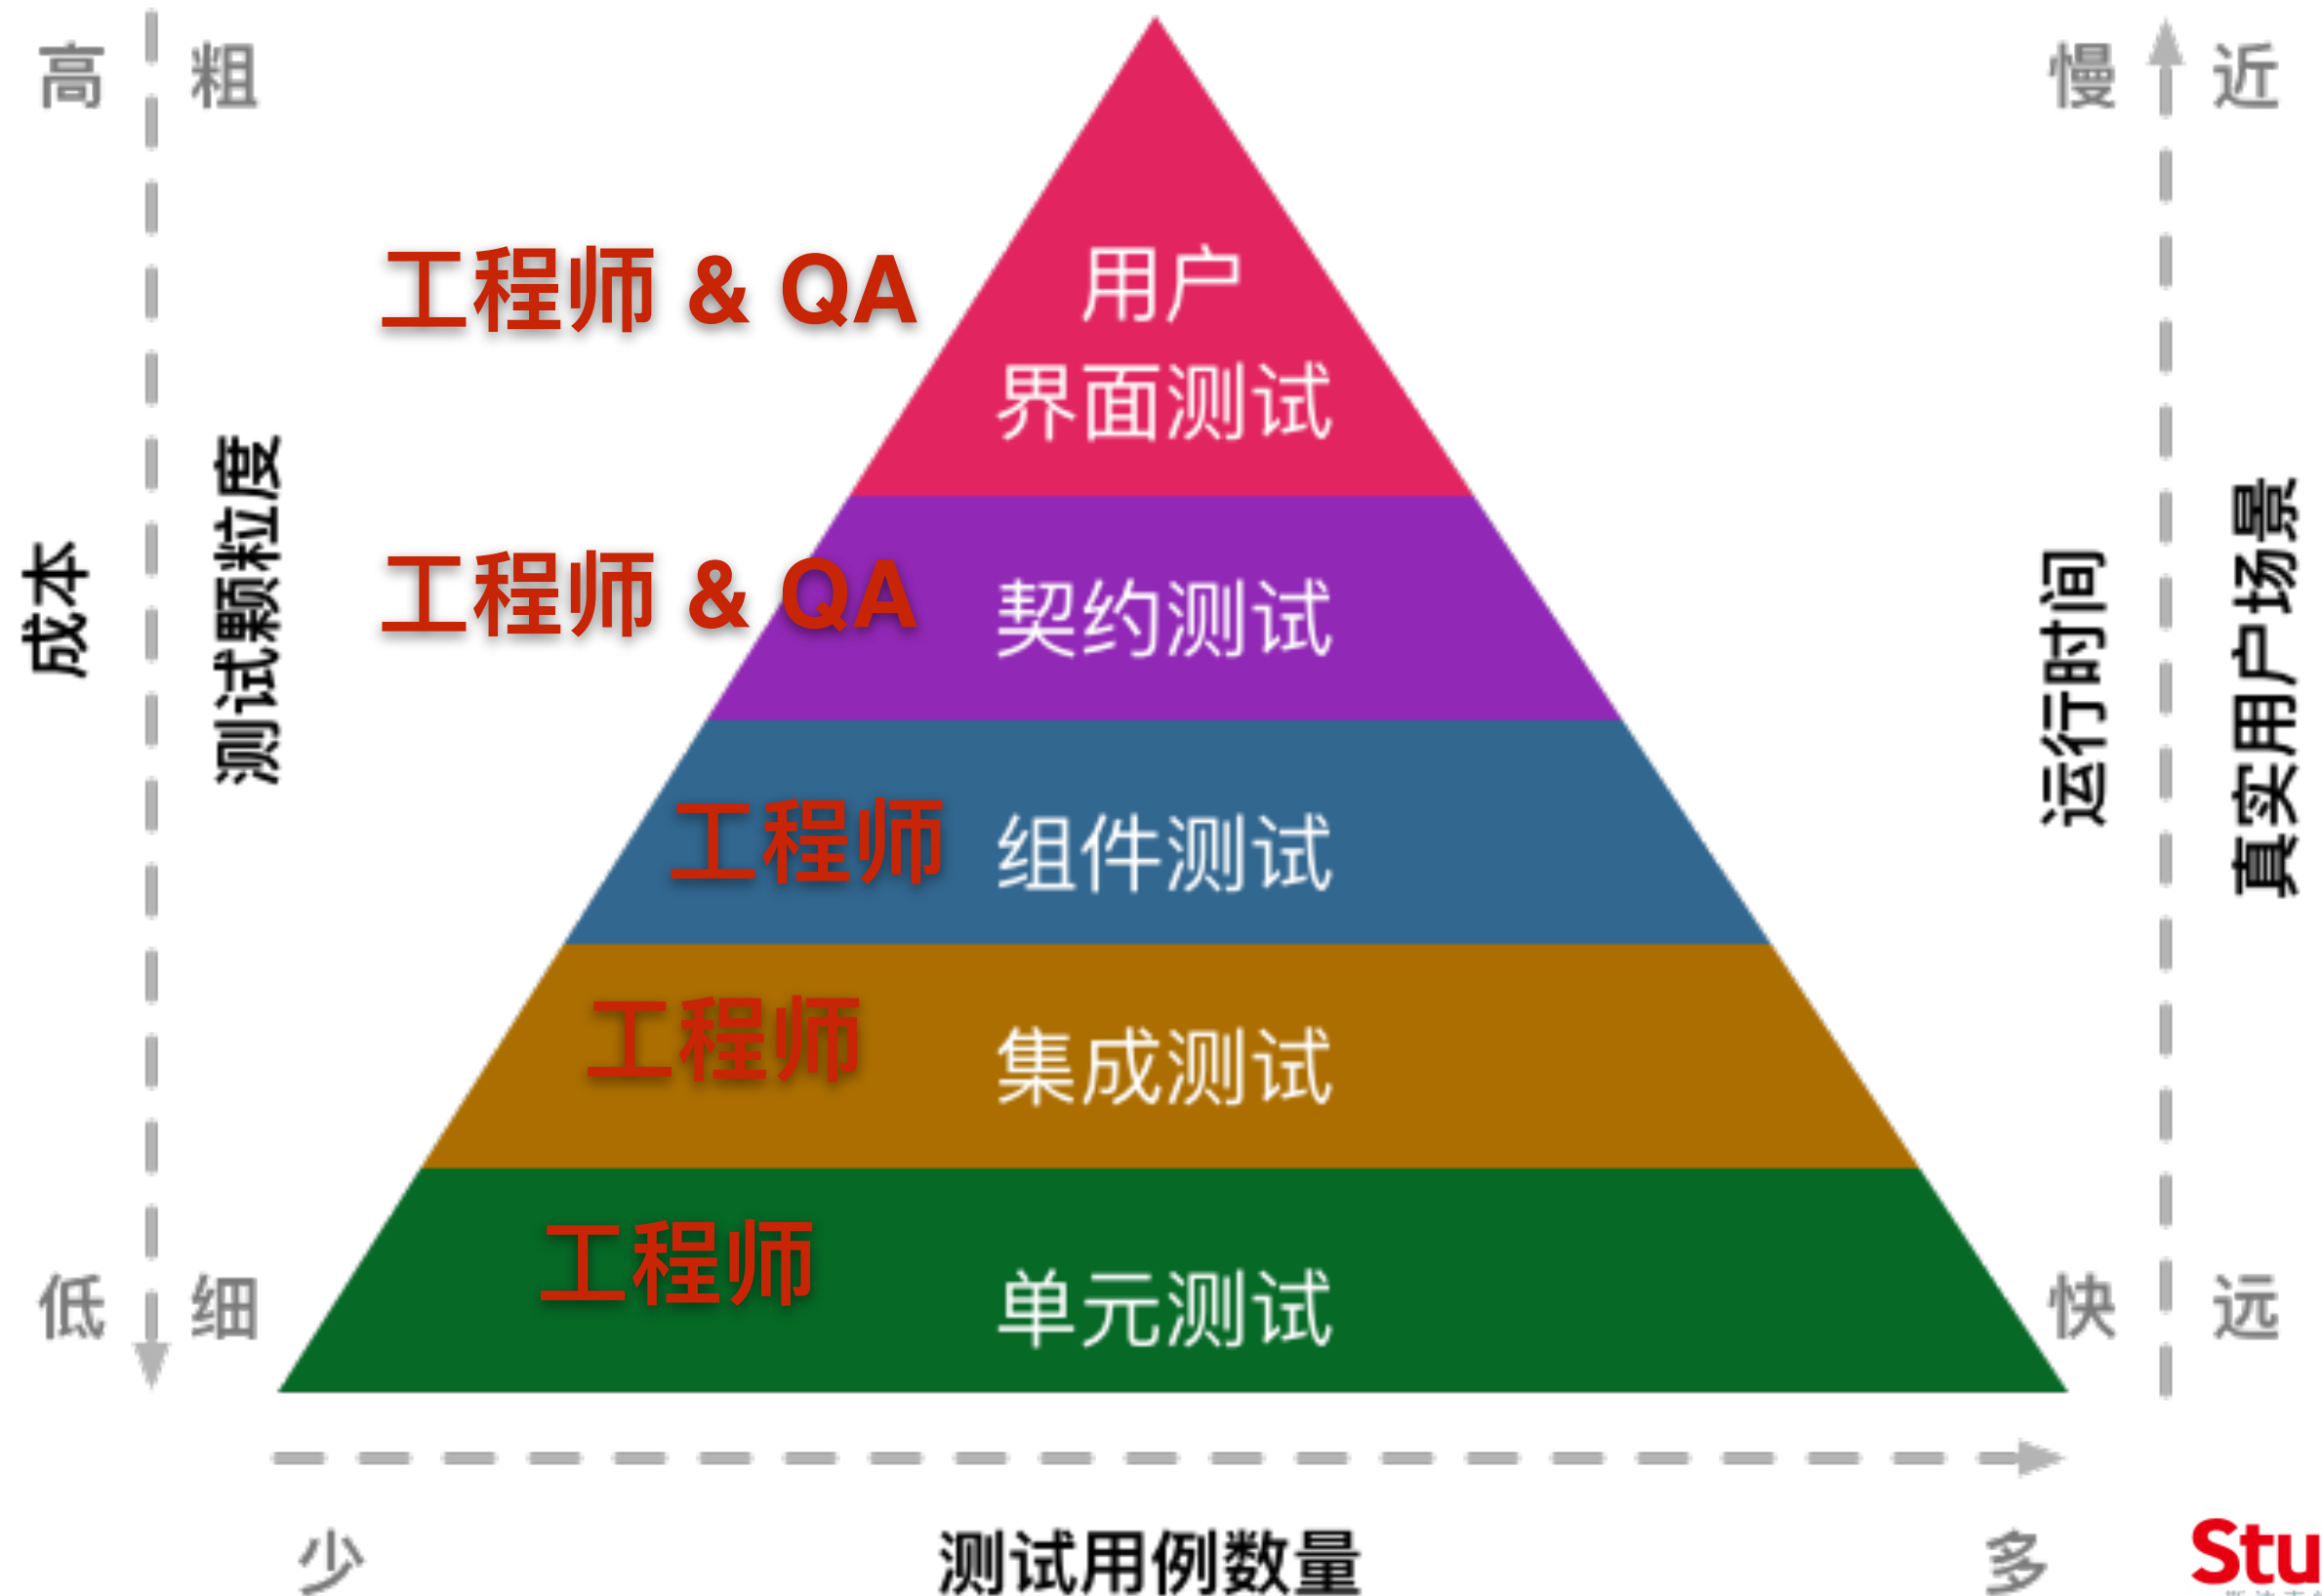 高 粗
慢 近
工程师 & QA
用户
界面测试
成本
测试颗粒度
工程师 & QA
契约测试
运行时间
真实用户场景
工程师
组件测试
工程师
集成测试
工程师
单元测试
低 细
快 远
少
测试用例数量
多
Stu